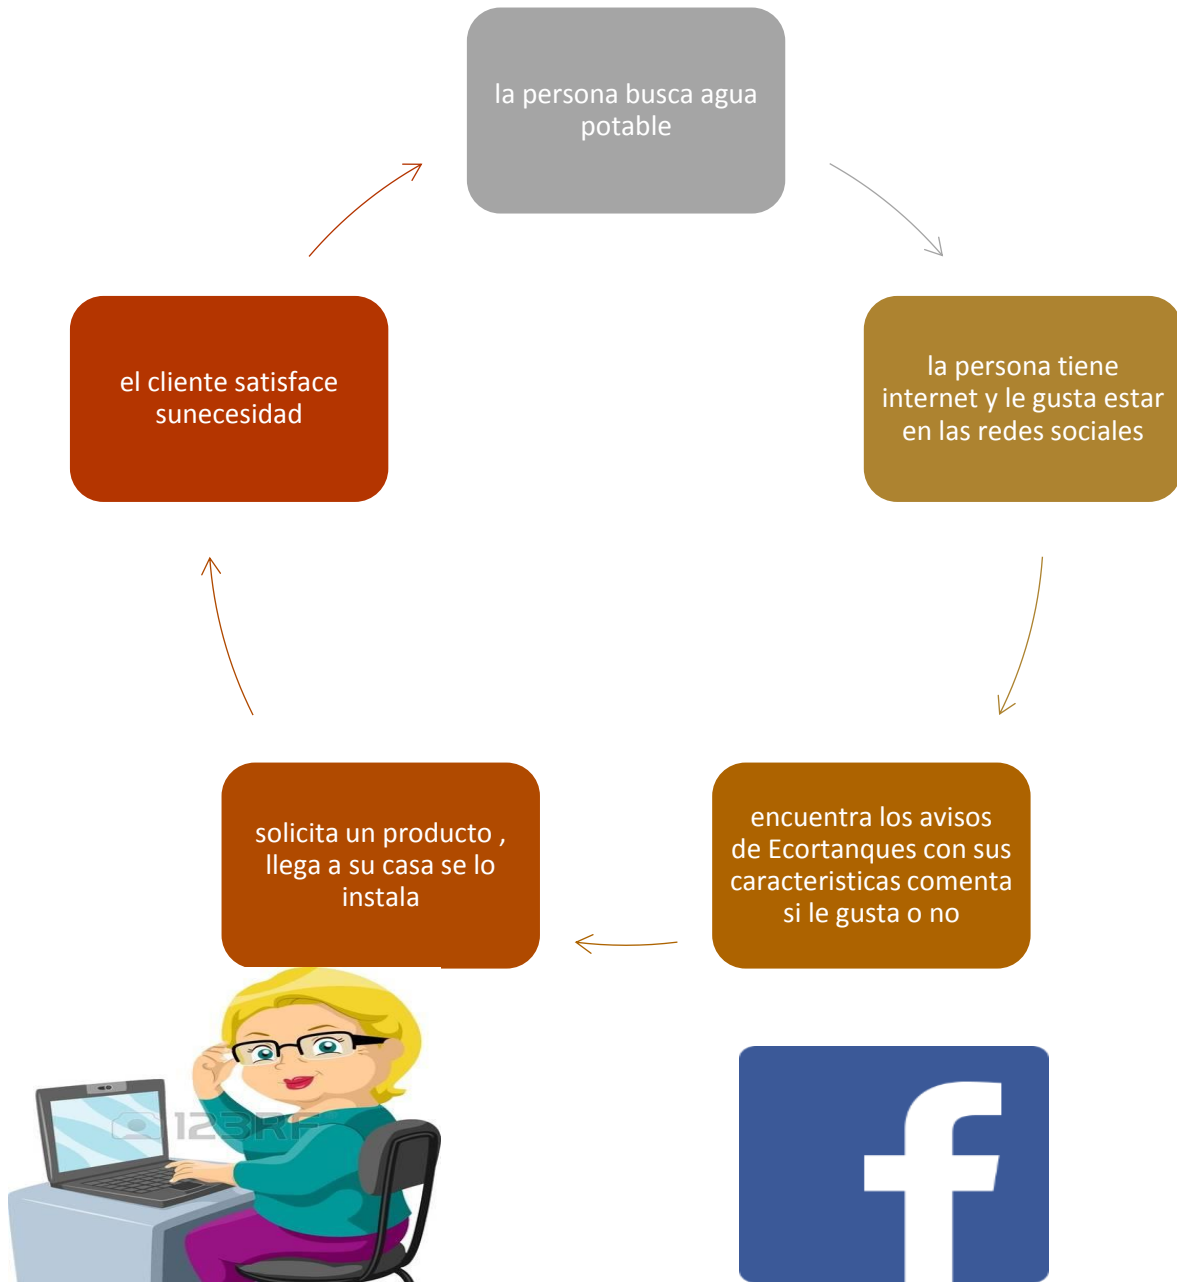 la persona busca agua
potable
la persona tiene
internet y le gusta estar
en las redes sociales
encuentra los avisos
de Ecortanques con sus
caracteristicas comenta
si le gusta o no
solicita un producto ,
llega a su casa se lo
instala
el cliente satisface
sunecesidad
123RF
f